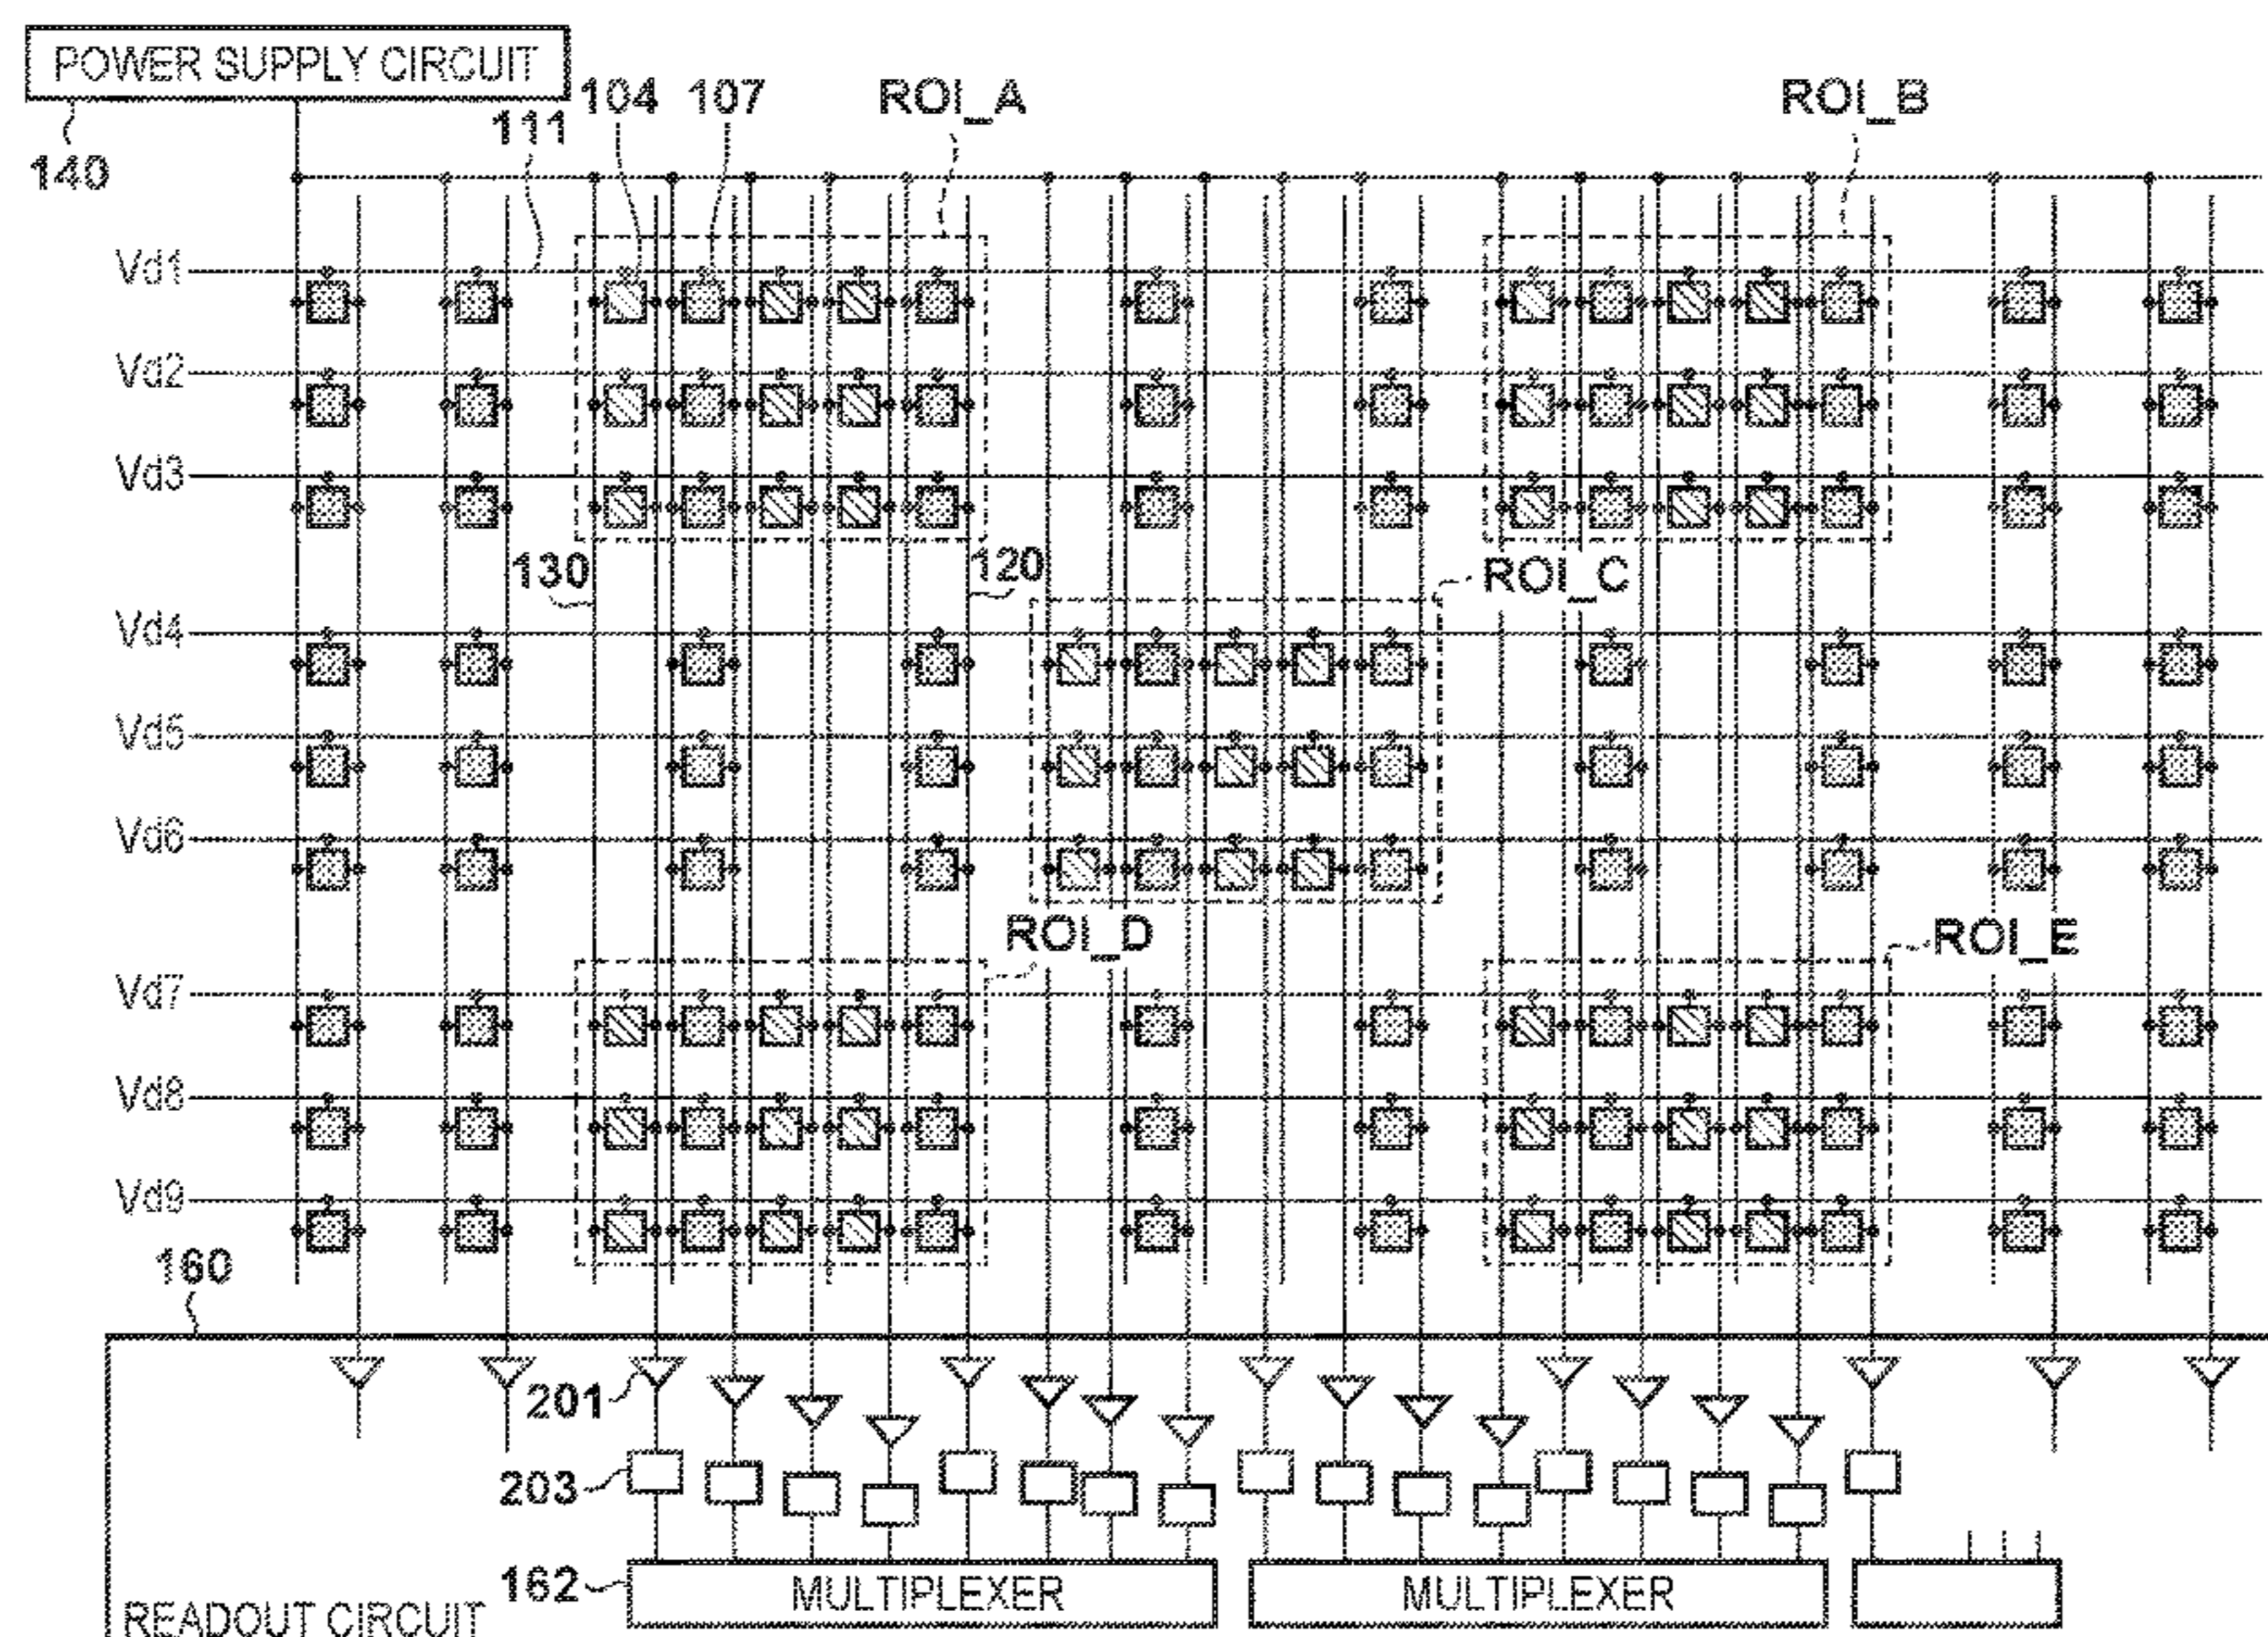 POWER SUPPLY CIRCUIT
140
111
104
107
ROI_A
ROI_B
Vd1
Vd2
Vd3
130
120
ROI_C
Vd4
Vd5
Vd6
ROI_D
ROI_E
Vd7
Vd8
Vd9
160
201
203
162
MULTIPLEXER
MULTIPLEXER
READOUT CIRCUIT